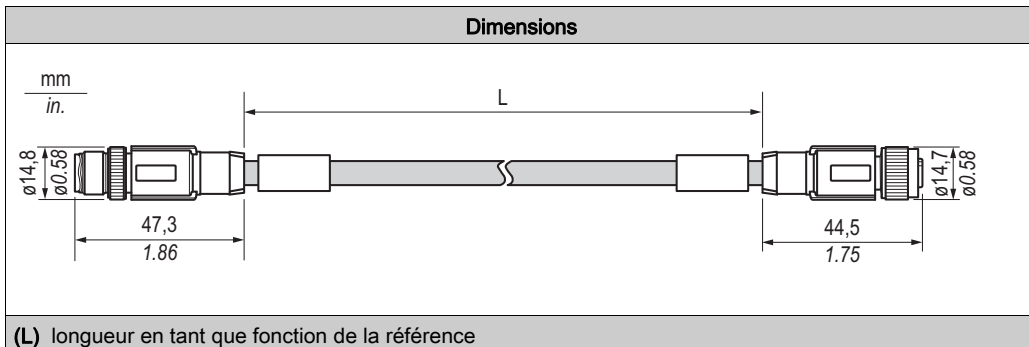 Dimensions
mm
in.
L
ø14,8
ø0.58
47,3
1.86
44,5
1.75
ø14,7
ø0.58
(L) longueur en tant que fonction de la référence